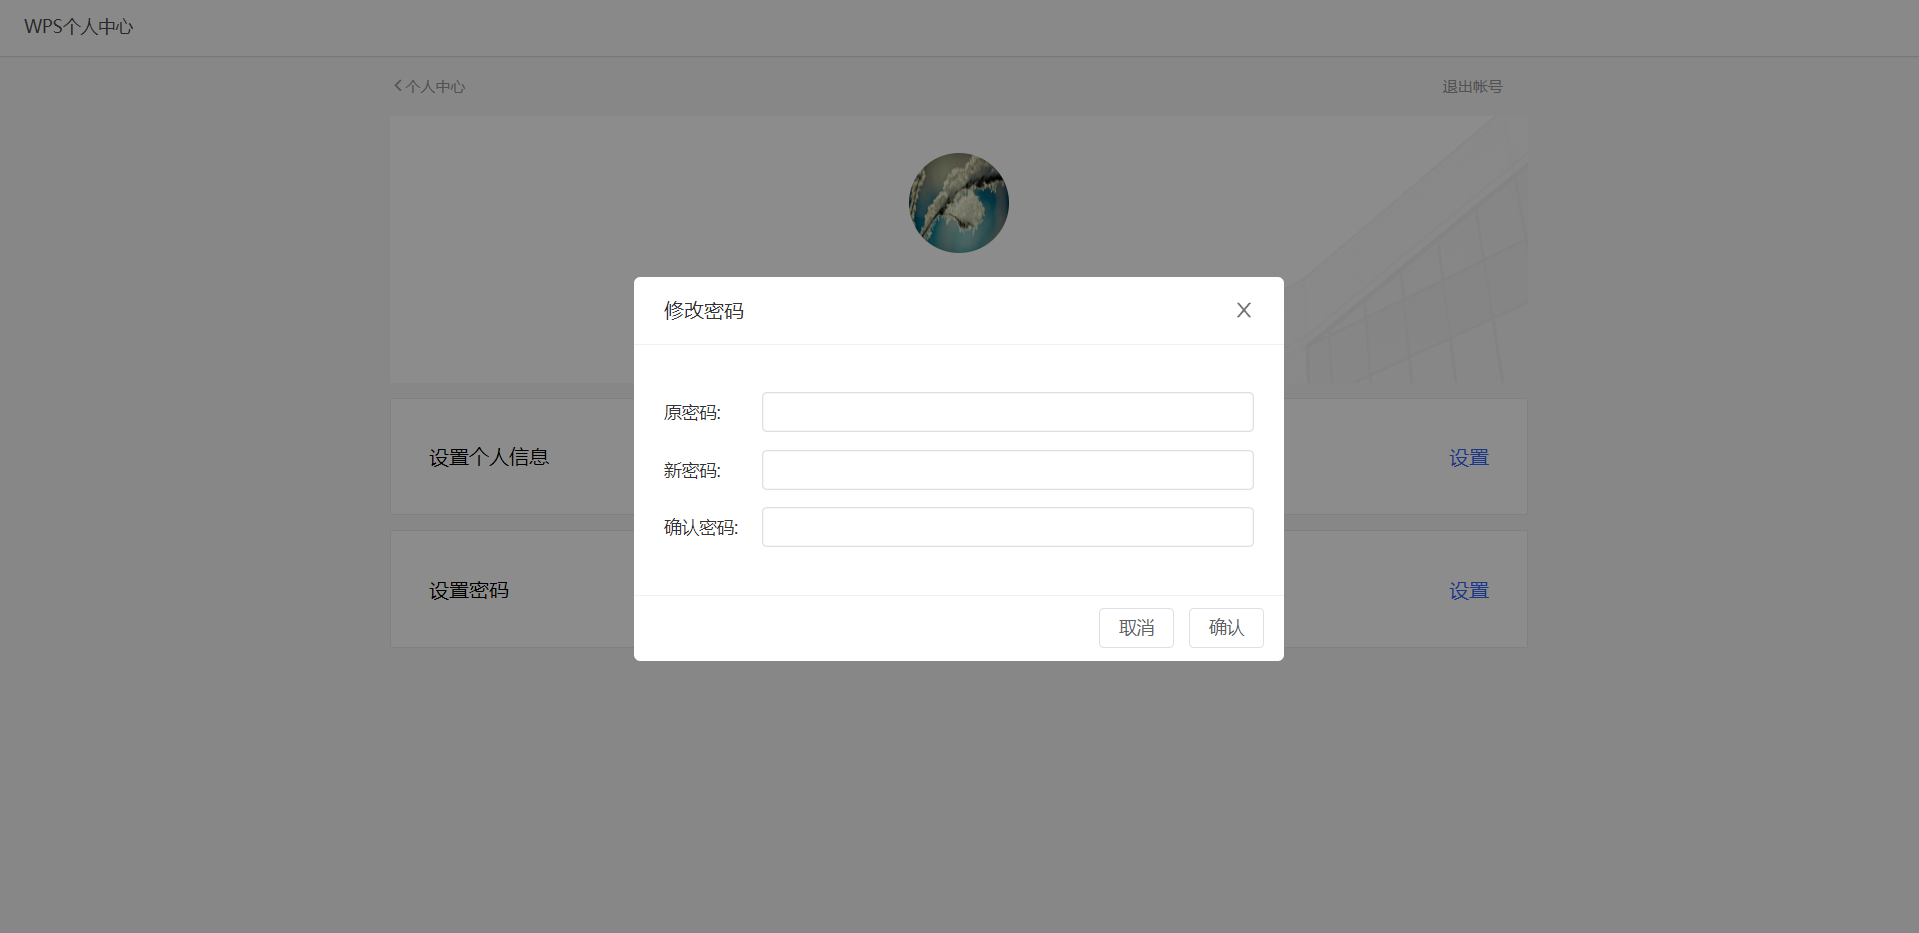 WPS个人中心
个人中心 退出帐号
修改密码
原密码:
设置个人信息 设置
新密码:
确认密码:
设置密码 设置
取消 确认